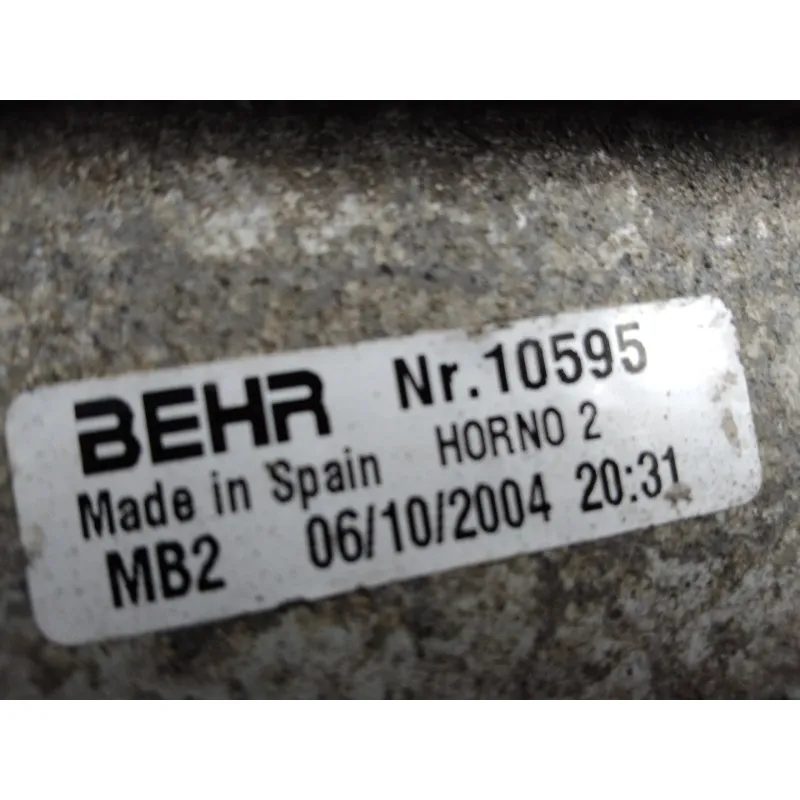 BEHR Nr.10595
Made in Spain HORNO 2
MB2 06/10/2004 20:31